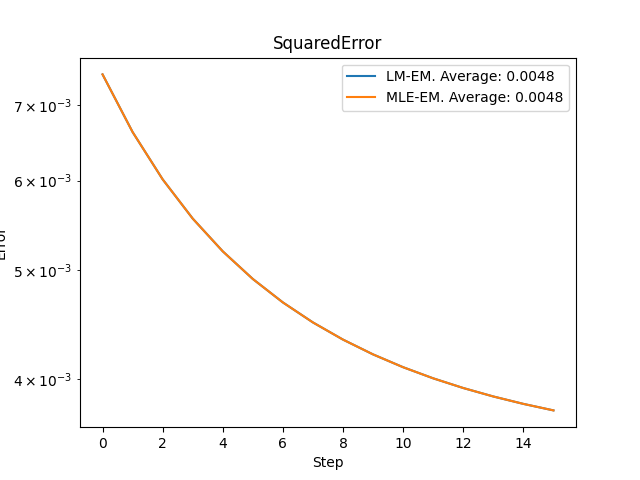 SquaredError
LM-EM. Average: 0.0048
MLE-EM. Average: 0.0048
7 × 10⁻³
6 × 10⁻³
5 × 10⁻³
4 × 10⁻³
Error
0 2 4 6 8 10 12 14
Step